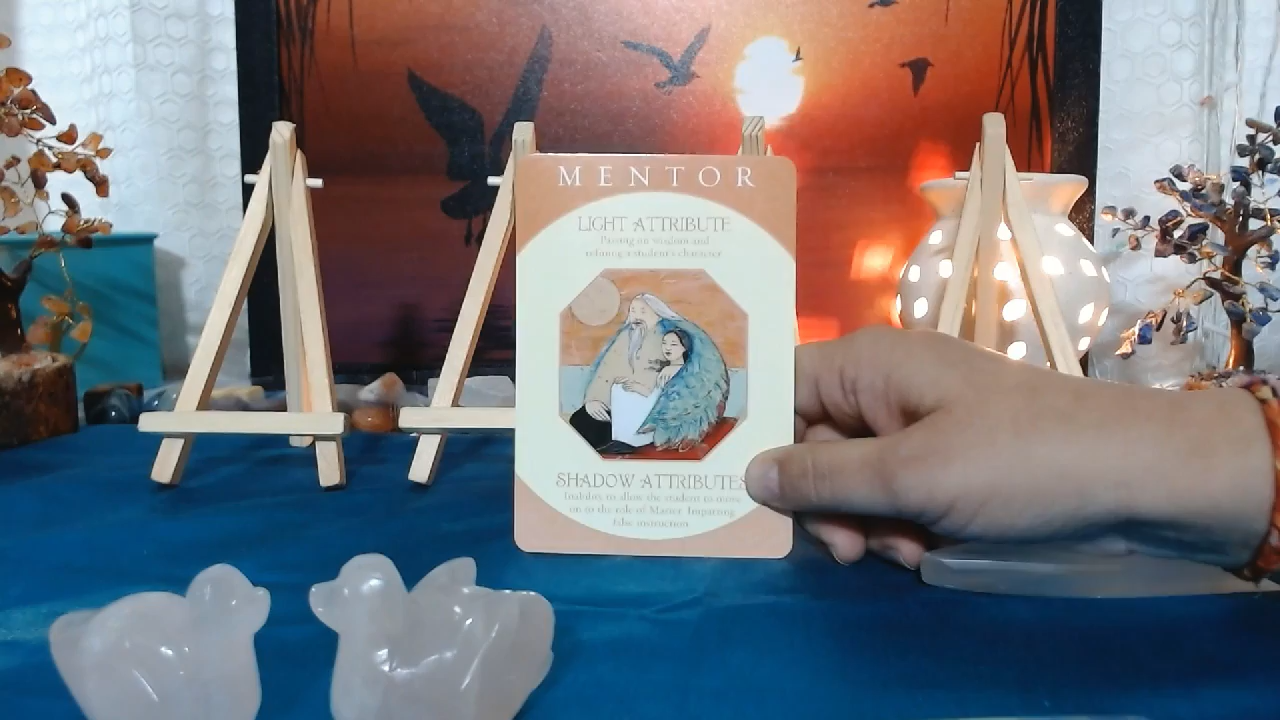 MENTOR
LIGHT ATTRIBUTE
Passing on wisdom and
refining a student's character
SHADOW ATTRIBUTES
Inability to allow the student to move
on to the role of Master. Imparting
false instruction